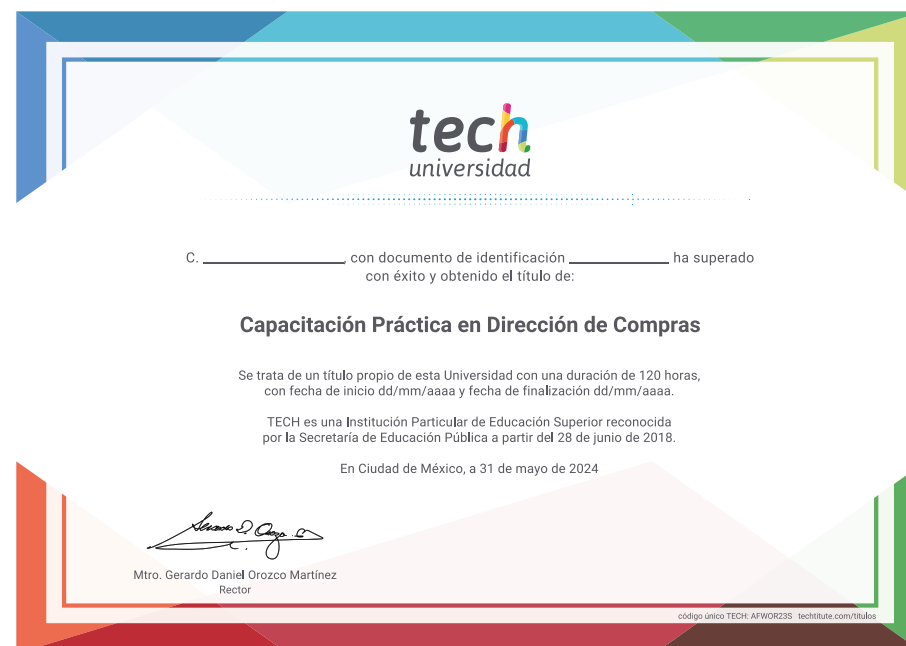 tech
universidad
C. ____________, con documento de identificación ____________ ha superado
con éxito y obtenido el título de:
Capacitación Práctica en Dirección de Compras
Se trata de un título propio de esta Universidad con una duración de 120 horas,
con fecha de inicio dd/mm/aaaa y fecha de finalización dd/mm/aaaa.
TECH es una Institución Particular de Educación Superior reconocida
por la Secretaría de Educación Pública a partir del 28 de junio de 2018.
En Ciudad de México, a 31 de mayo de 2024
Mtro. Gerardo Daniel Orozco Martínez
Rector
código único TECH: AFWOR23S techtitute.com/titulos